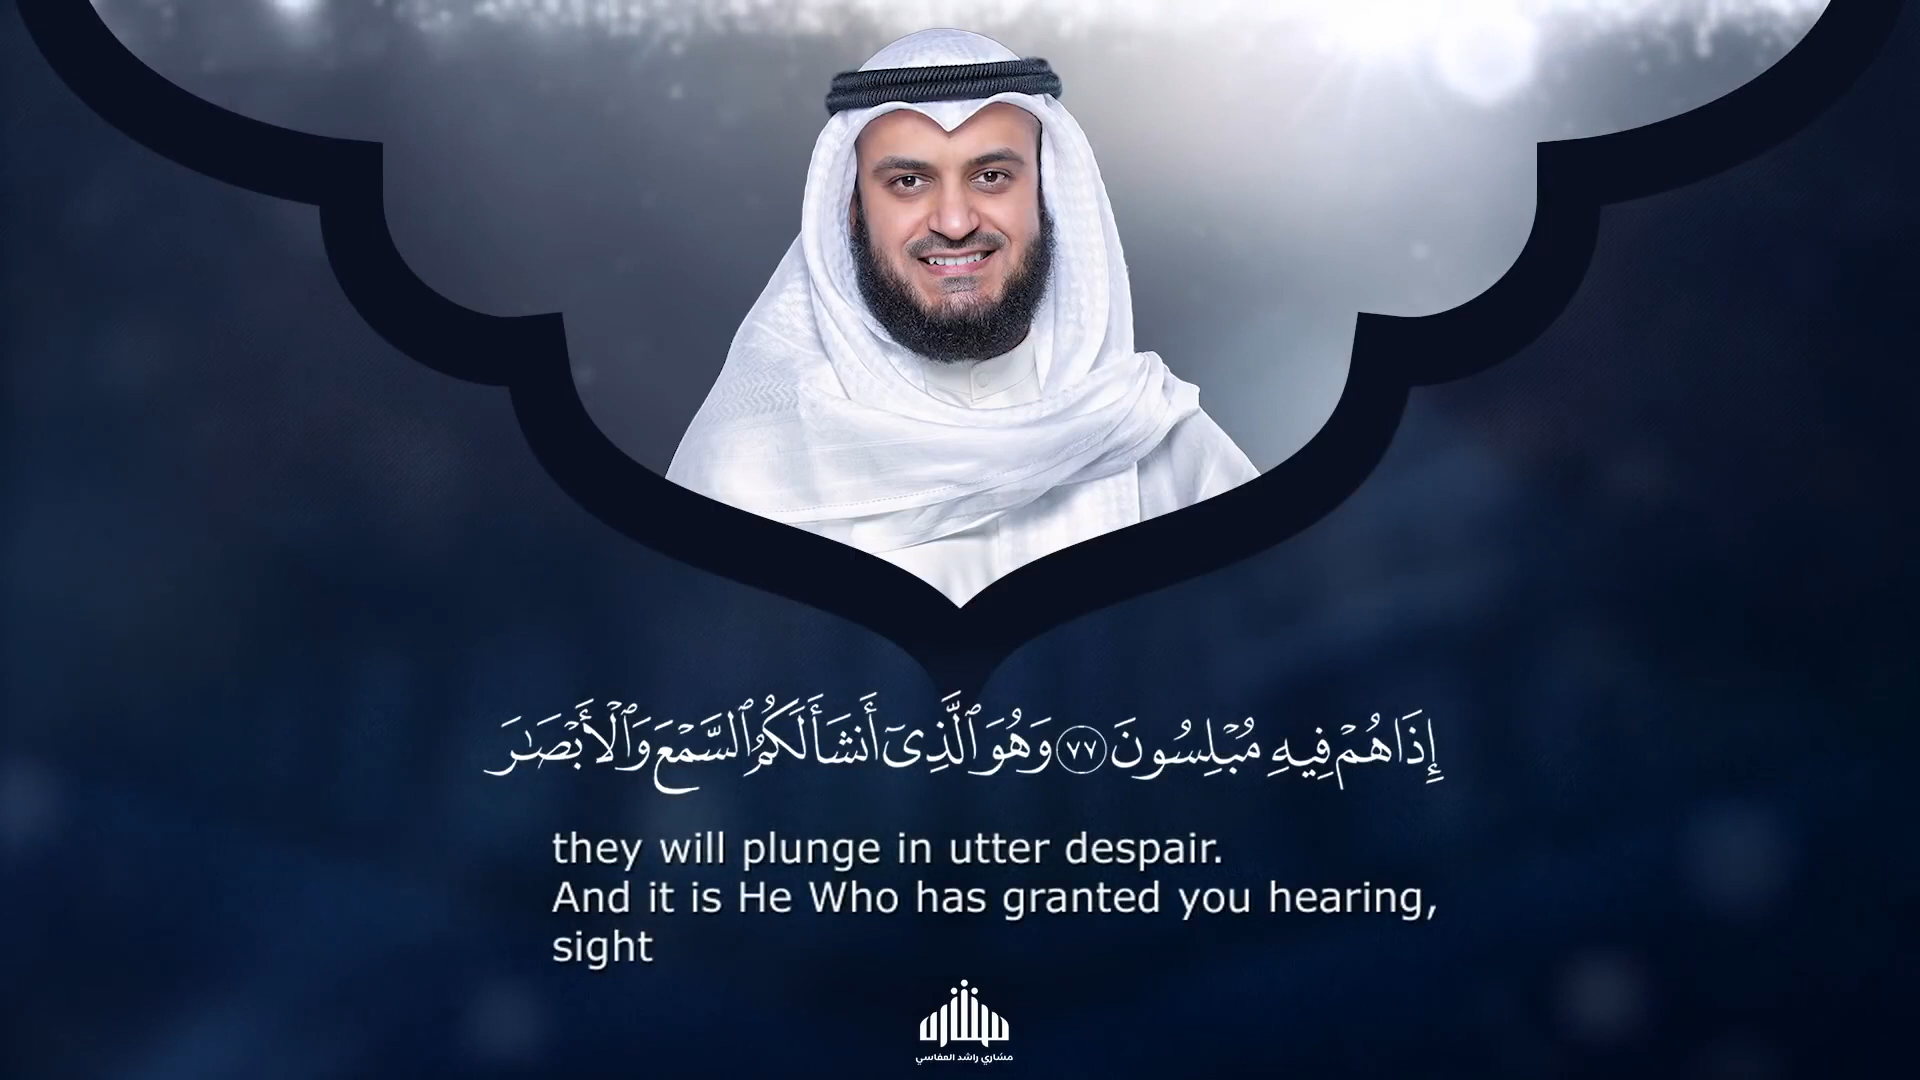 إِذَا هُمْ فِيهِ مُبْلِسُونَ ٧٧ وَهُوَ ٱلَّذِىٓ أَنشَأَ لَكُمُ ٱلسَّمْعَ وَٱلْأَبْصَـٰرَ
they will plunge in utter despair.
And it is He Who has granted you hearing,
sight
مشاري
مشاري راشد العفاسي